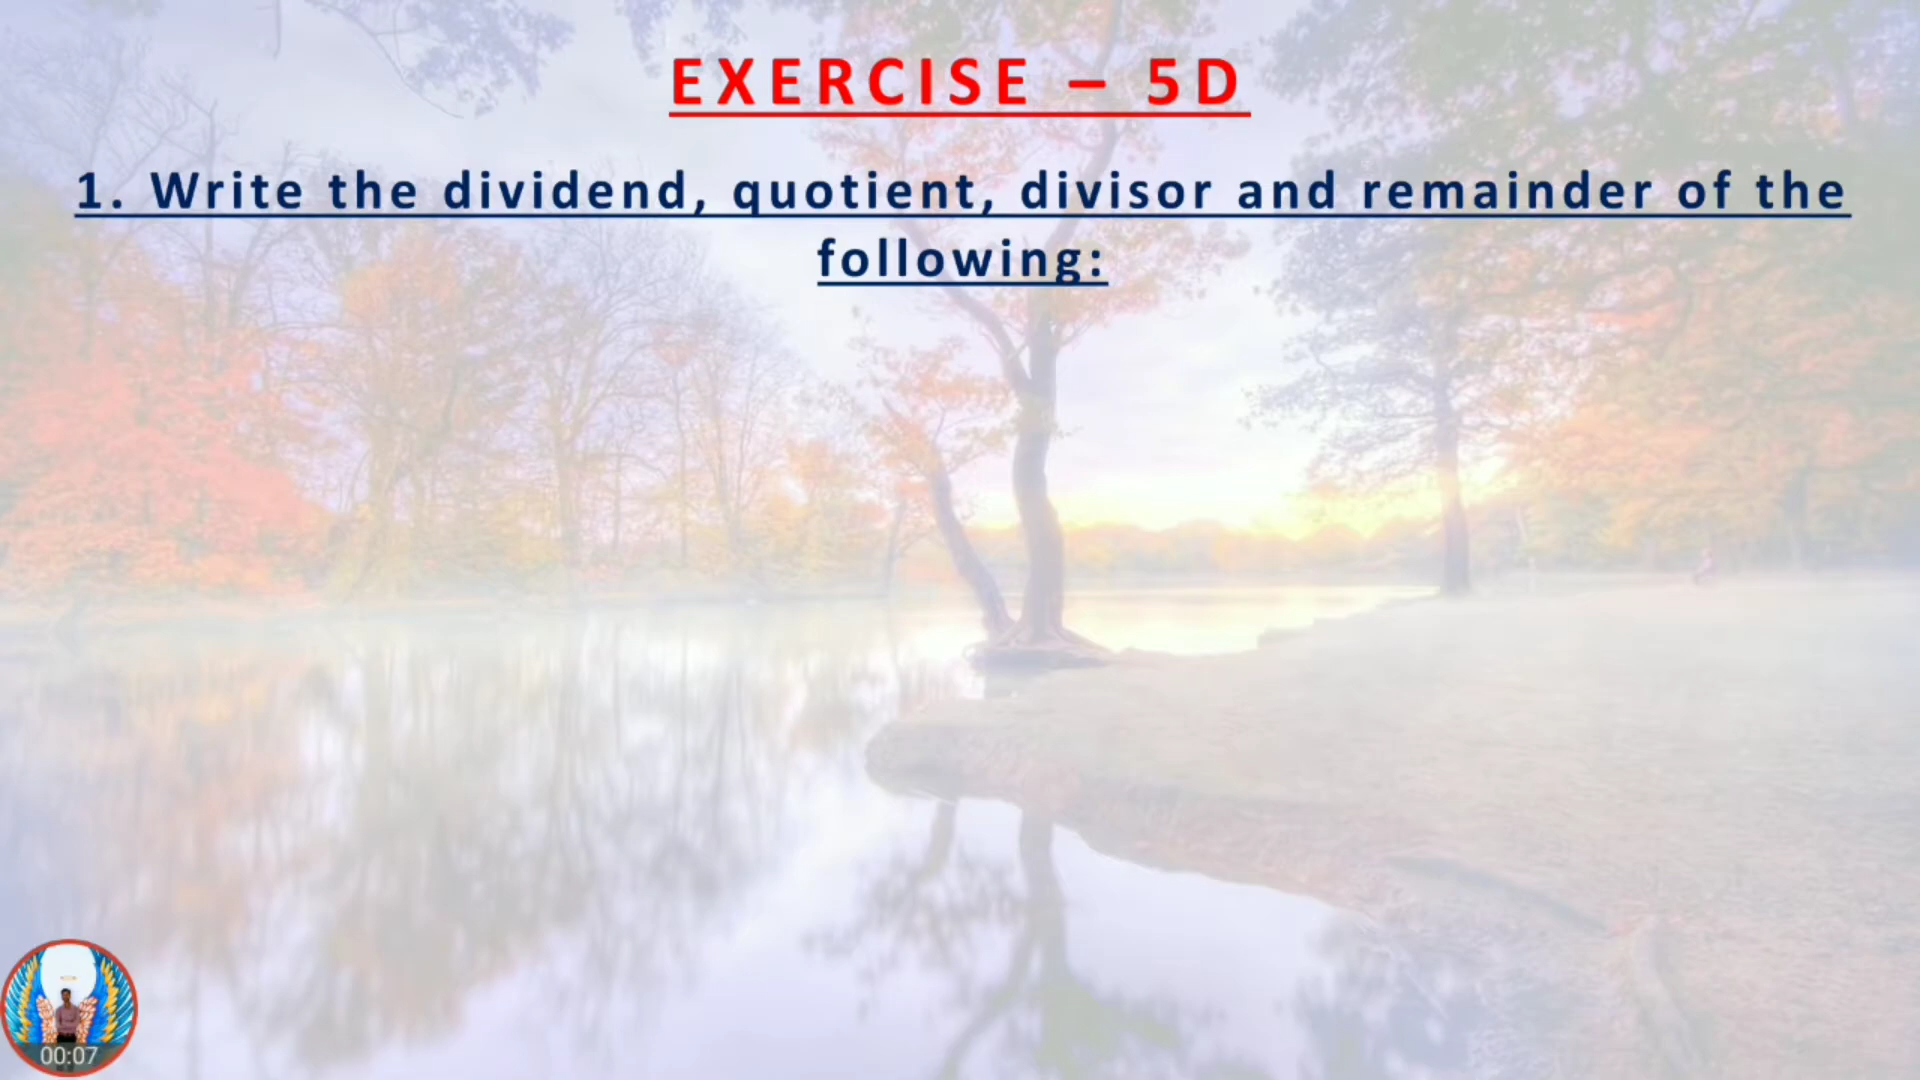 EXERCISE – 5D
1. Write the dividend, quotient, divisor and remainder of the
following:
00:07